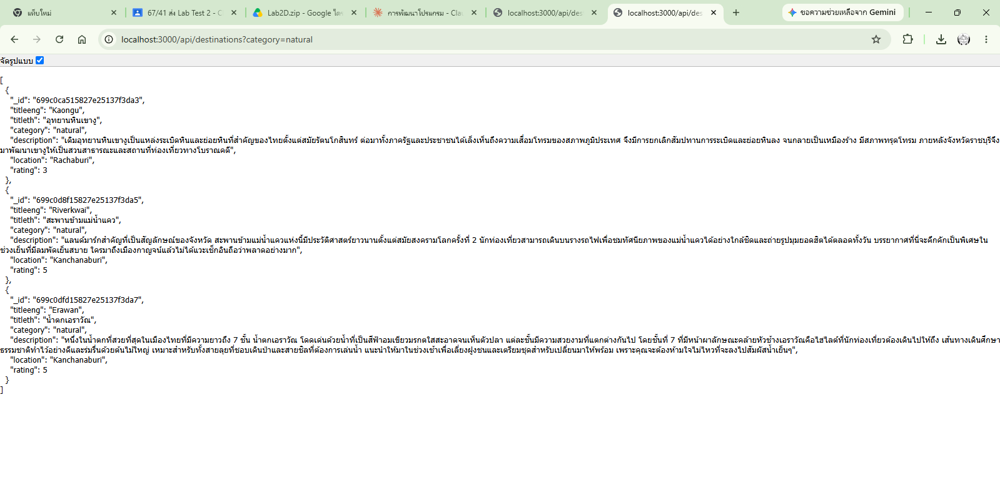 แท็บใหม่
67/41 ส่ง Lab Test 2 - C
Lab2D.zip - Google ไดร
การพัฒนาโปรแกรม - Clau
localhost:3000/api/des
localhost:3000/api/des
ขอความช่วยเหลือจาก Gemini
localhost:3000/api/destinations?category=natural
จัดรูปแบบ
[
{
"_id": "699c0ca515827e25137f3da3",
"titleeng": "Kaongu",
"titleth": "อุทยานหินเขางู",
"category": "natural",
"description": "เดิมอุทยานหินเขางูเป็นแหล่งระเบิดหินและย่อยหินที่สำคัญของไทยตั้งแต่สมัยรัตนโกสินทร์ ต่อมาทั้งภาครัฐและประชาชนได้เล็งเห็นถึงความเสื่อมโทรมของสภาพภูมิประเทศ จึงมีการยกเลิกสัมปทานการระเบิดและย่อยหินลง จนกลายเป็นเหมืองร้าง มีสภาพทรุดโทรม ภายหลังจังหวัดราชบุรีจึง
มาพัฒนาเขางูให้เป็นสวนสาธารณะและสถานที่ท่องเที่ยวทางโบราณคดี",
"location": "Rachaburi",
"rating": 3
},
{
"_id": "699c0d8f15827e25137f3da5",
"titleeng": "Riverkwai",
"titleth": "สะพานข้ามแม่น้ำแคว",
"category": "natural",
"description": "แลนด์มาร์กสำคัญที่เป็นสัญลักษณ์ของจังหวัด สะพานข้ามแม่น้ำแควแห่งนี้มีประวัติศาสตร์ยาวนานตั้งแต่สมัยสงครามโลกครั้งที่ 2 นักท่องเที่ยวสามารถเดินบนรางรถไฟเพื่อชมทัศนียภาพของแม่น้ำแควได้อย่างใกล้ชิดและถ่ายรูปมุมยอดฮิตได้ตลอดทั้งวัน บรรยากาศที่นี่จะคึกคักเป็นพิเศษใน
ช่วงเย็นที่มีลมพัดเย็นสบาย ใครมาถึงเมืองกาญจน์แล้วไม่ได้แวะเช็กอินถือว่าพลาดอย่างมาก",
"location": "Kanchanaburi",
"rating": 5
},
{
"_id": "699c0dfd15827e25137f3da7",
"titleeng": "Erawan",
"titleth": "น้ำตกเอราวัณ",
"category": "natural",
"description": "หนึ่งในน้ำตกที่สวยที่สุดในเมืองไทยที่มีความยาวถึง 7 ชั้น น้ำตกเอราวัณ โดดเด่นด้วยน้ำที่เป็นสีฟ้าอมเขียวมรกตใสสะอาดจนเห็นตัวปลา แต่ละชั้นมีความสวยงามที่แตกต่างกันไป โดยชั้นที่ 7 ที่มีหน้าผาลักษณะคล้ายหัวช้างเอราวัณคือไฮไลต์ที่นักท่องเที่ยวต้องเดินไปให้ถึง เส้นทางเดินศึกษา
ธรรมชาติทำไว้อย่างดีและร่มรื่นด้วยต้นไม้ใหญ่ เหมาะสำหรับทั้งสายลุยที่ชอบเดินป่าและสายชิลที่ต้องการเล่นน้ำ แนะนำให้มาในช่วงเช้าเพื่อเลี่ยงฝูงชนและเตรียมชุดสำหรับเปลี่ยนมาให้พร้อม เพราะคุณจะต้องห้ามใจไม่ไหวที่จะลงไปสัมผัสน้ำเย็นๆ",
"location": "Kanchanaburi",
"rating": 5
}
]